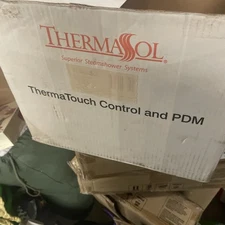 THERMASOL
Superior Steamshower Systems
ThermaTouch Control and PDM